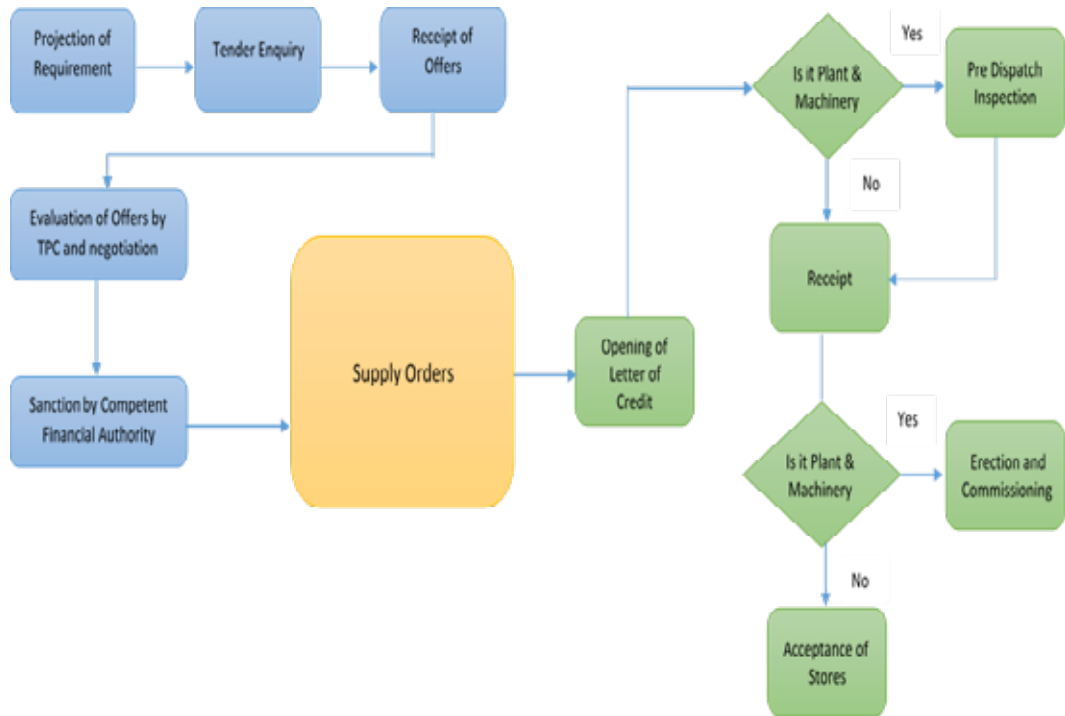 Projection of
Requirement
Tender Enquiry
Receipt of
Offers
Evaluation of Offers by
TPC and negotiation
Sanction by Competent
Financial Authority
Supply Orders
Opening of
Letter of
Credit
Is it Plant &
Machinery
Yes
Pre Dispatch
Inspection
No
Receipt
Is it Plant &
Machinery
Yes
Erection and
Commissioning
No
Acceptance of
Stores